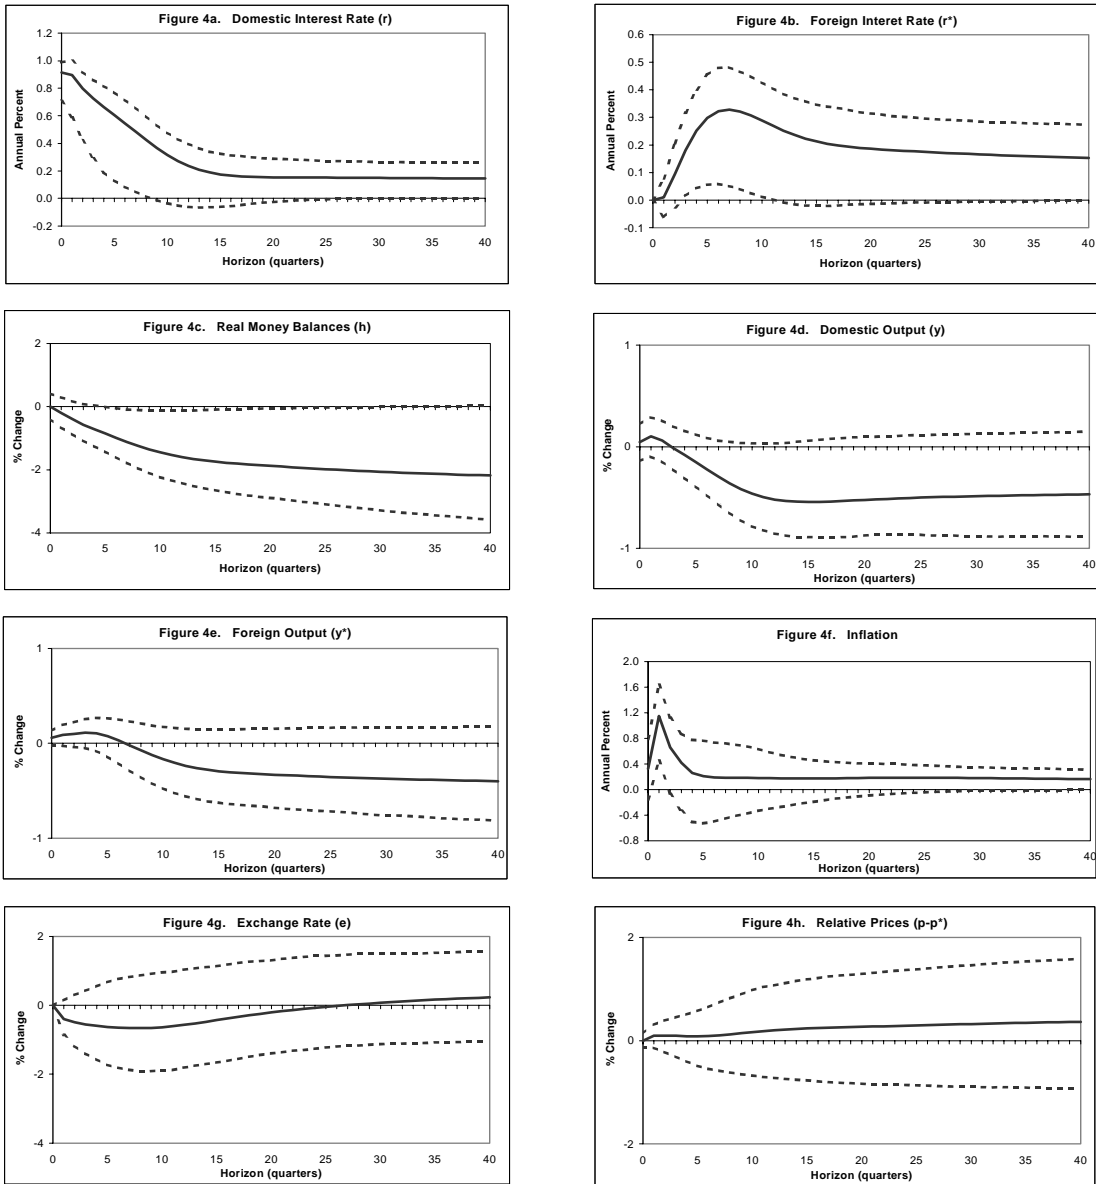 Figure 4a. Domestic Interest Rate (r)
Annual Percent
1.2
1.0
0.8
0.6
0.4
0.2
0.0
-0.2
0 5 10 15 20 25 30 35 40
Horizon (quarters)
Figure 4b. Foreign Interet Rate (r*)
Annual Percent
0.6
0.5
0.4
0.3
0.2
0.1
0.0
-0.1
0 5 10 15 20 25 30 35 40
Horizon (quarters)
Figure 4c. Real Money Balances (h)
% Change
2
0
-2
-4
0 5 10 15 20 25 30 35 40
Horizon (quarters)
Figure 4d. Domestic Output (y)
% Change
1
0
-1
0 5 10 15 20 25 30 35 40
Horizon (quarters)
Figure 4e. Foreign Output (y*)
% Change
1
0
-1
0 5 10 15 20 25 30 35 40
Horizon (quarters)
Figure 4f. Inflation
Annual Percent
2.0
1.6
1.2
0.8
0.4
0.0
-0.4
-0.8
0 5 10 15 20 25 30 35 40
Horizon (quarters)
Figure 4g. Exchange Rate (e)
% Change
2
0
-2
-4
0 5 10 15 20 25 30 35 40
Horizon (quarters)
Figure 4h. Relative Prices (p-p*)
% Change
2
0
-2
0 5 10 15 20 25 30 35 40
Horizon (quarters)